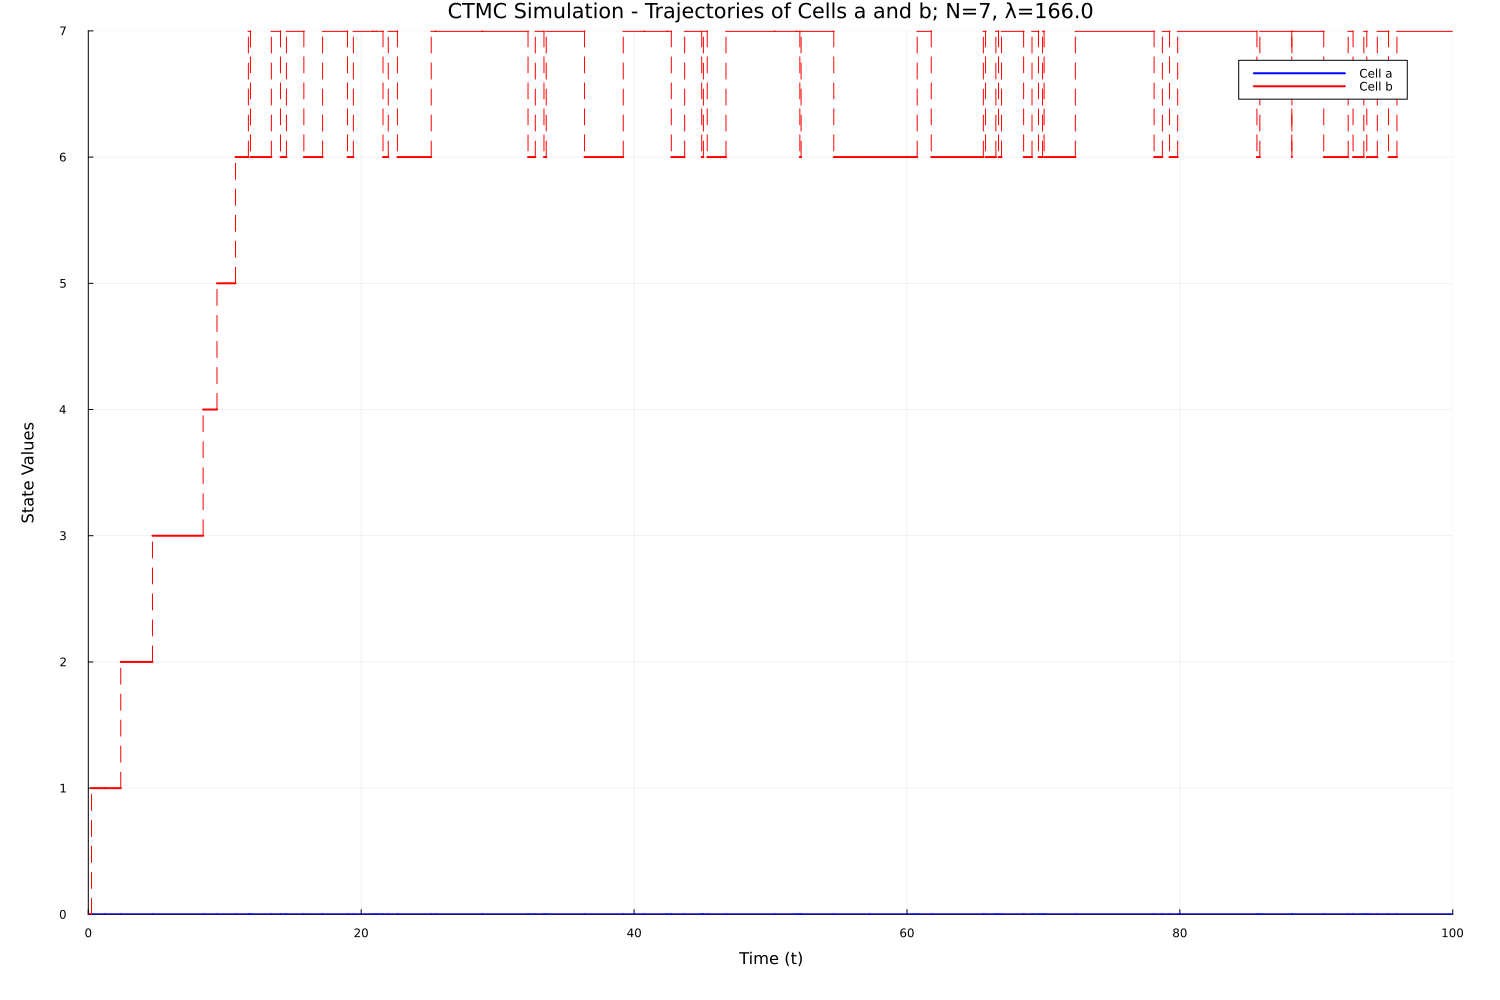 CTMC Simulation - Trajectories of Cells a and b; N=7, λ=166.0
7
Cell a
Cell b
6
5
4
State Values
3
2
1
0
0 20 40 60 80 100
Time (t)